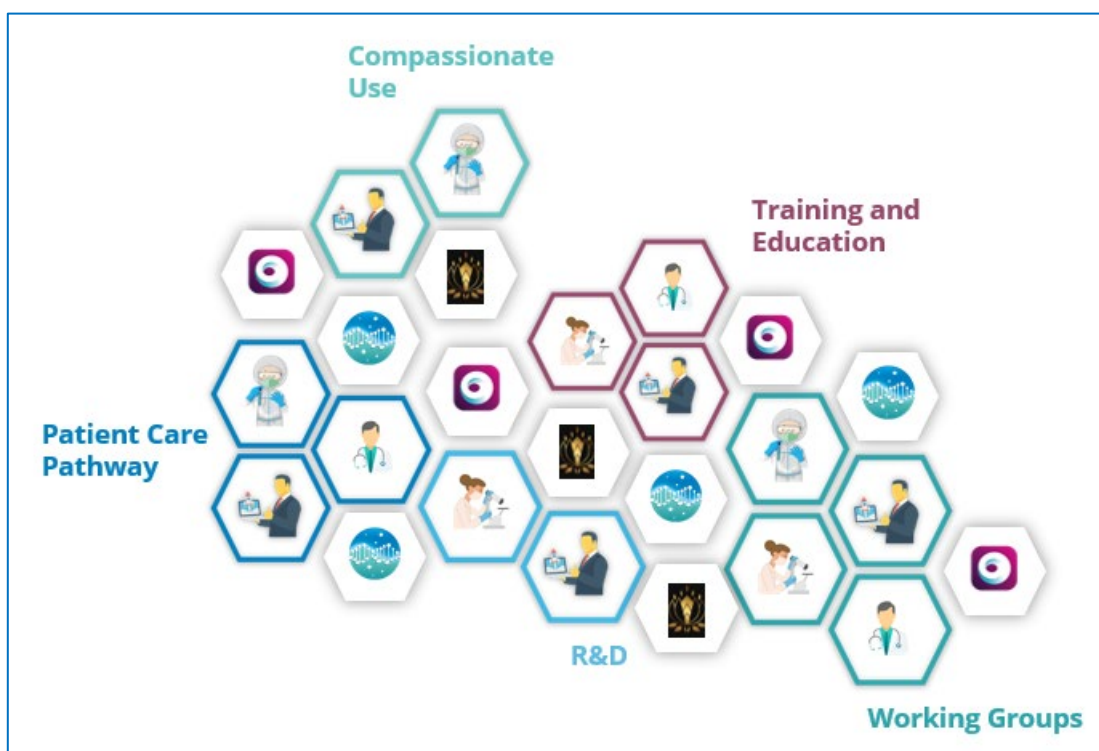 Compassionate
Use
Training and
Education
Patient Care
Pathway
R&D
Working Groups